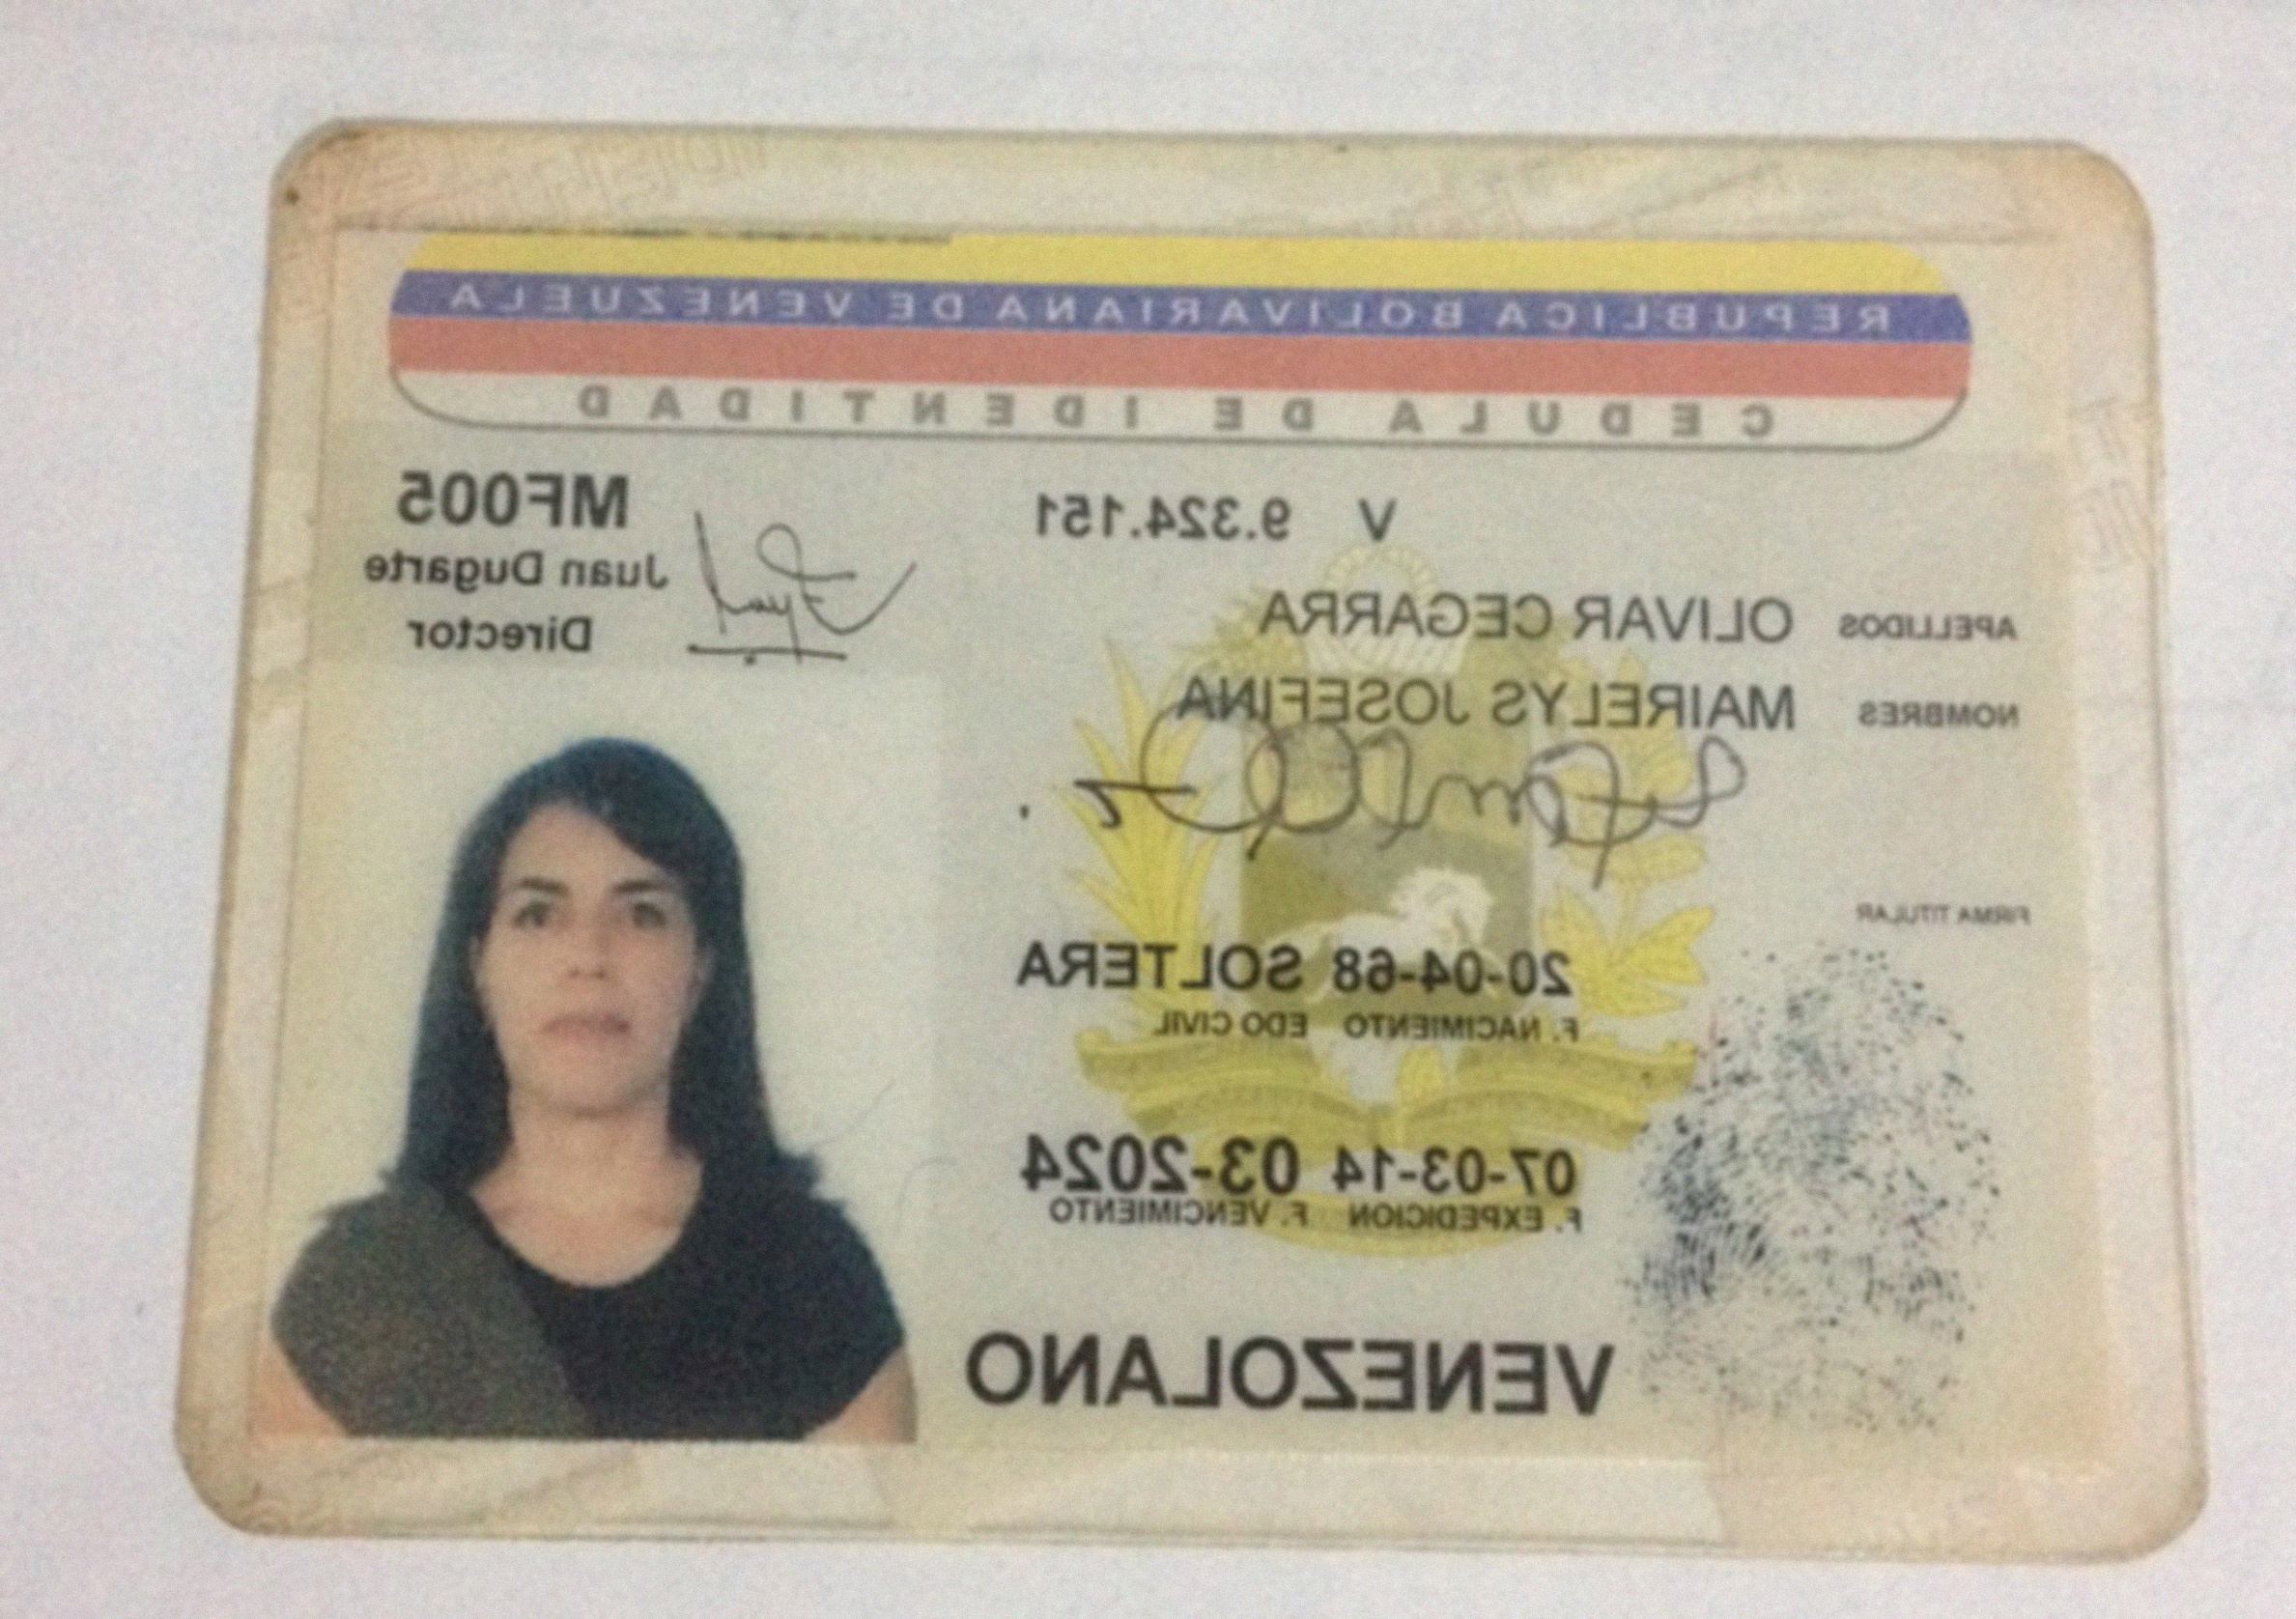 REPUBLICA BOLIVARIANA DE VENEZUELA
CEDULA DE IDENTIDAD
V 9.324.151
MF005
Juan Dugarte
Director
APELLIDOS OLIVAR CEGARRA
NOMBRES MAIRELYS JOSEFINA
FIRMA TITULAR
20-04-68 SOLTERA
F. NACIMIENTO EDO CIVIL
07-03-14 03-2024
F. EXPEDICION F. VENCIMIENTO
VENEZOLANO